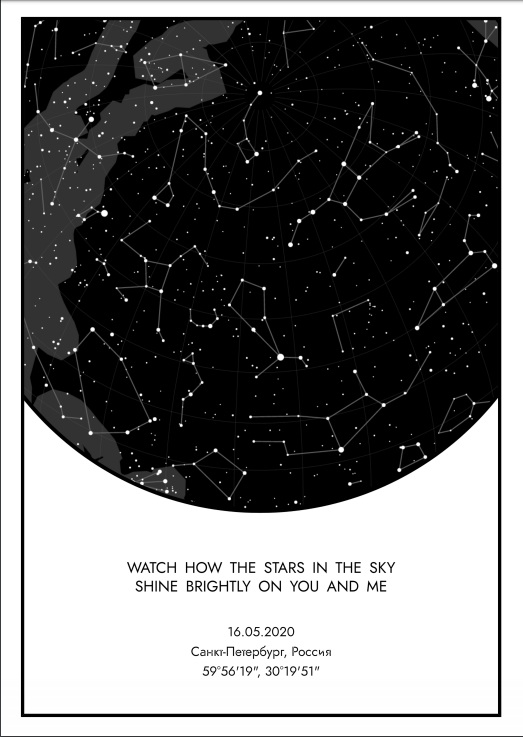 WATCH HOW THE STARS IN THE SKY
SHINE BRIGHTLY ON YOU AND ME
16.05.2020
Санкт-Петербург, Россия
59°56'19", 30°19'51"